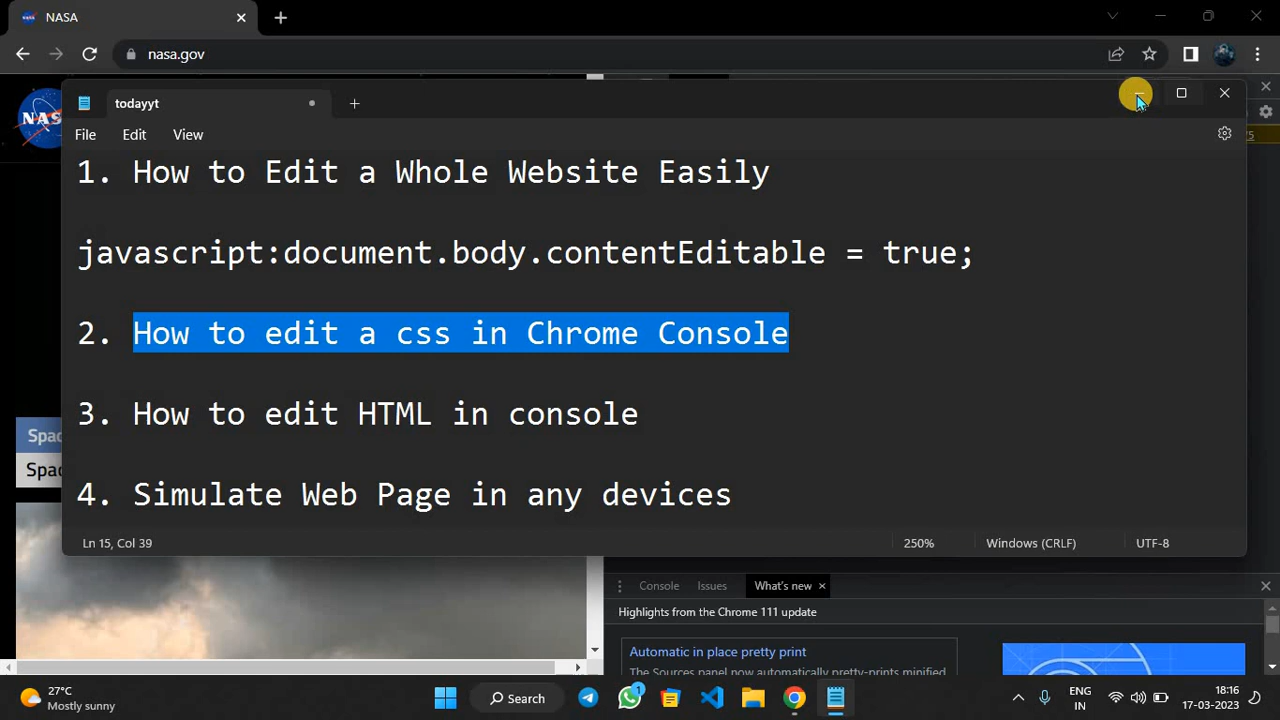 NASA
nasa.gov
NASA
todayyt
File Edit View
1. How to Edit a Whole Website Easily
javascript:document.body.contentEditable = true;
2. How to edit a css in Chrome Console
3. How to edit HTML in console
4. Simulate Web Page in any devices
Ln 15, Col 39
250%
Windows (CRLF)
UTF-8
Console Issues What's new
Highlights from the Chrome 111 update
Automatic in place pretty print
The Sources panel now automatically pretty-prints minified
27°C
Mostly sunny
Search
1
ENG
IN
18:16
17-03-2023